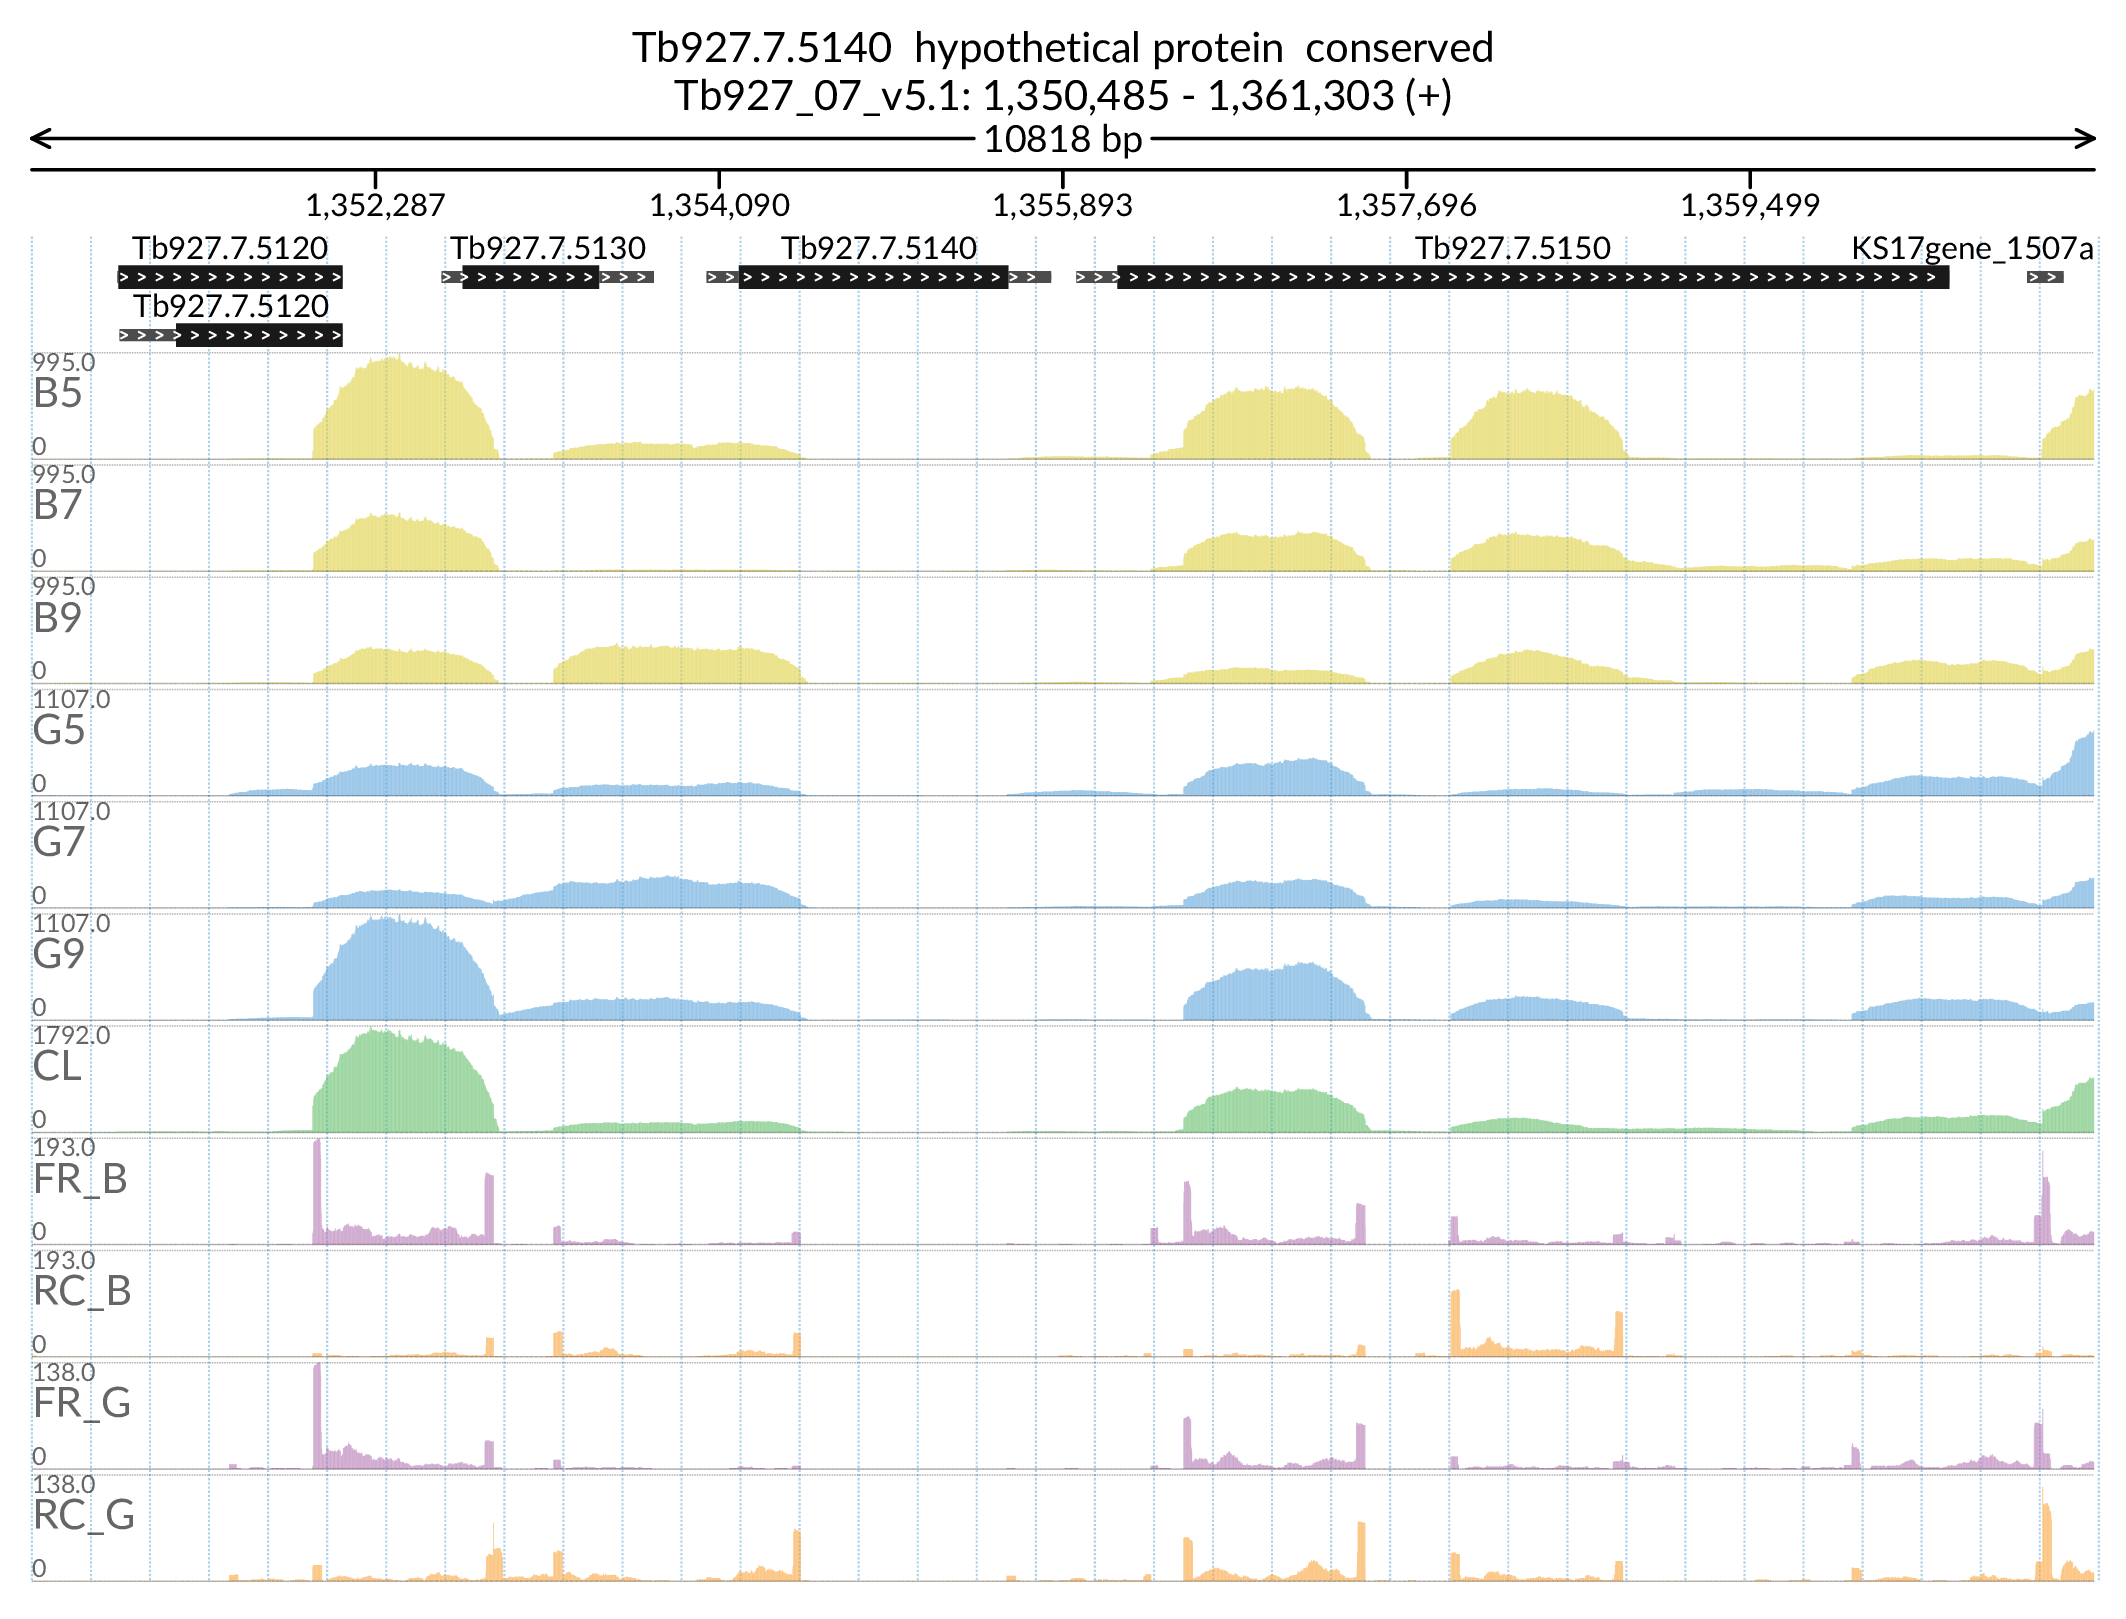 Tb927.7.5140 hypothetical protein conserved
Tb927_07_v5.1: 1,350,485 - 1,361,303 (+)
10818 bp
1,352,287 1,354,090 1,355,893 1,357,696 1,359,499
Tb927.7.5120 Tb927.7.5130 Tb927.7.5140 Tb927.7.5150 KS17gene_1507a
Tb927.7.5120
995.0
B5
0
995.0
B7
0
995.0
B9
0
1107.0
G5
0
1107.0
G7
0
1107.0
G9
0
1792.0
CL
0
193.0
FR_B
0
193.0
RC_B
0
138.0
FR_G
0
138.0
RC_G
0